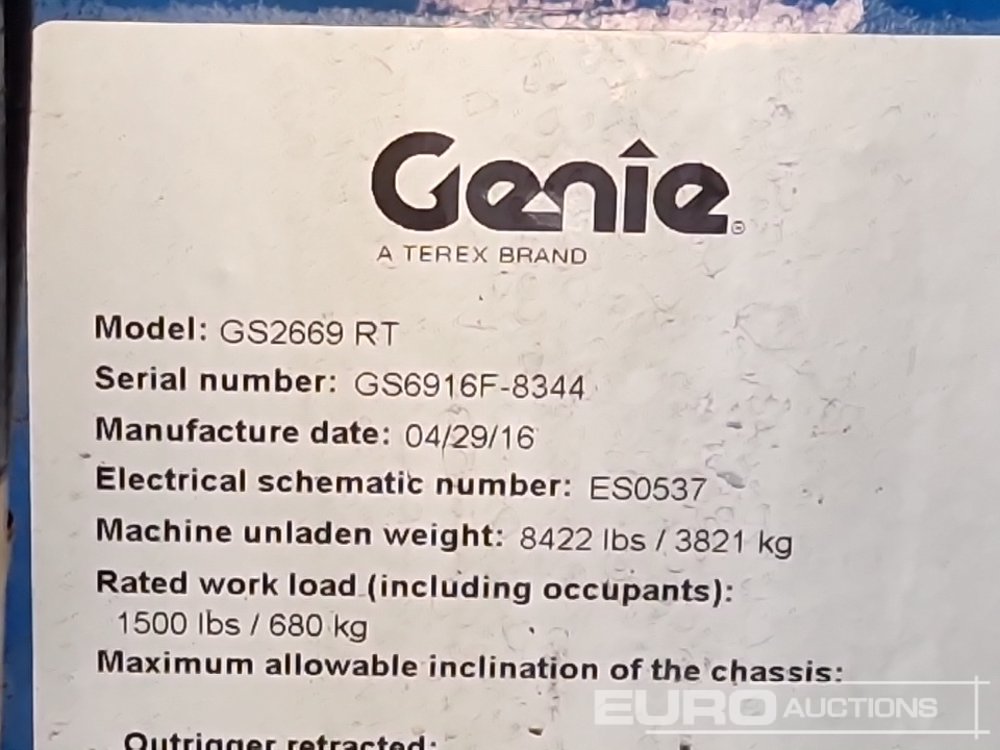 Genie
A TEREX BRAND
Model: GS2669 RT
Serial number: GS6916F-8344
Manufacture date: 04/29/16
Electrical schematic number: ES0537
Machine unladen weight: 8422 lbs / 3821 kg
Rated work load (including occupants):
1500 lbs / 680 kg
Maximum allowable inclination of the chassis:
EURO AUCTIONS
Outrigger retracted: